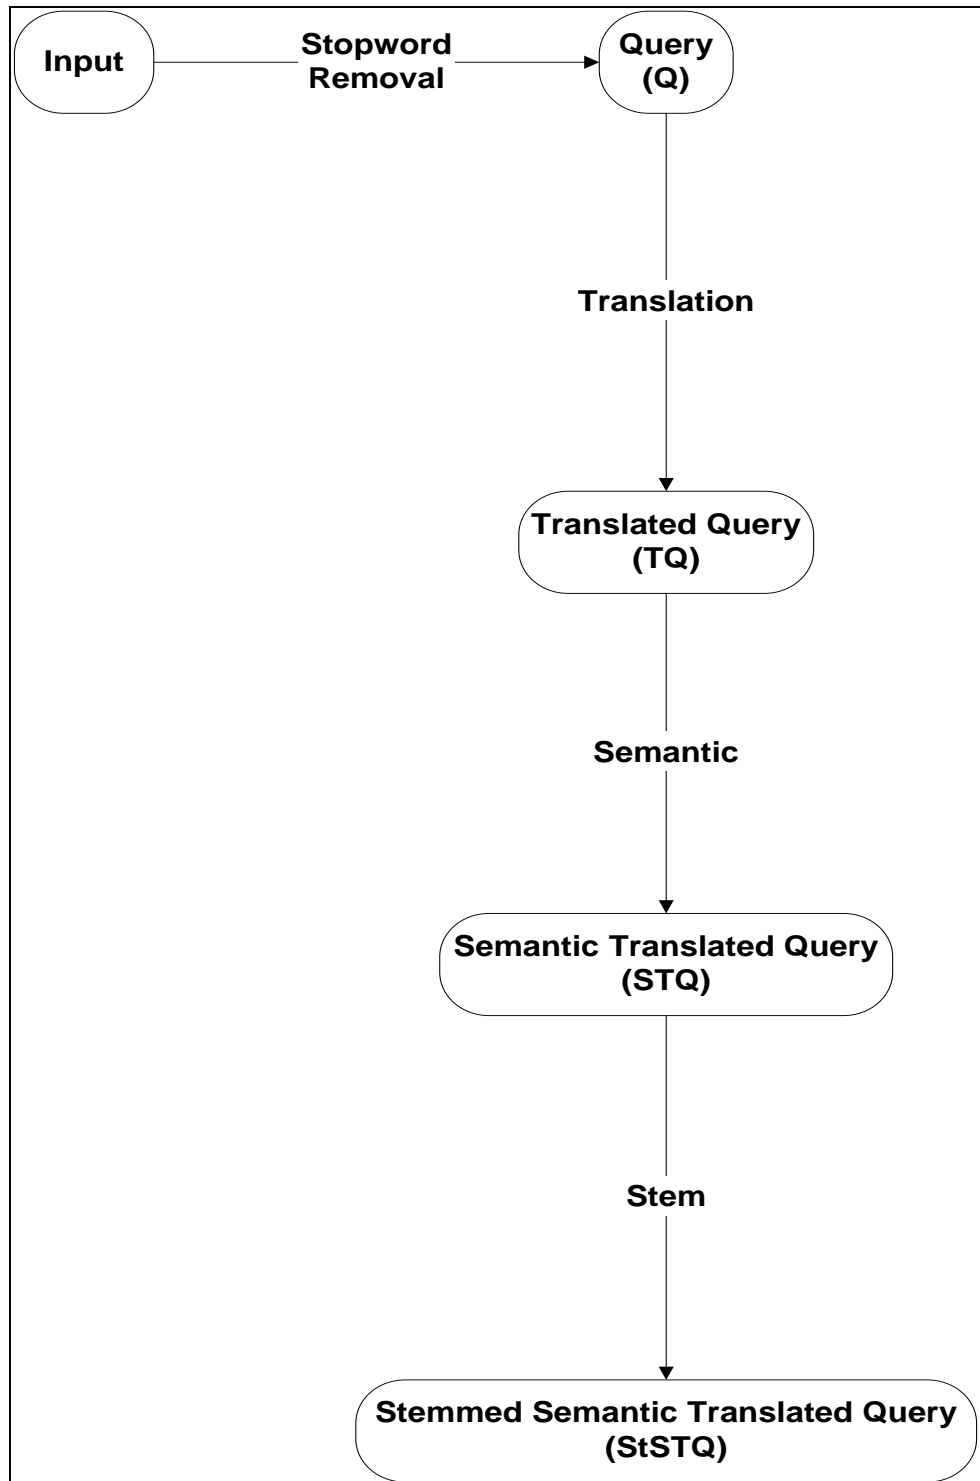 Input
Stopword
Removal
Query
(Q)
Translation
Translated Query
(TQ)
Semantic
Semantic Translated Query
(STQ)
Stem
Stemmed Semantic Translated Query
(StSTQ)